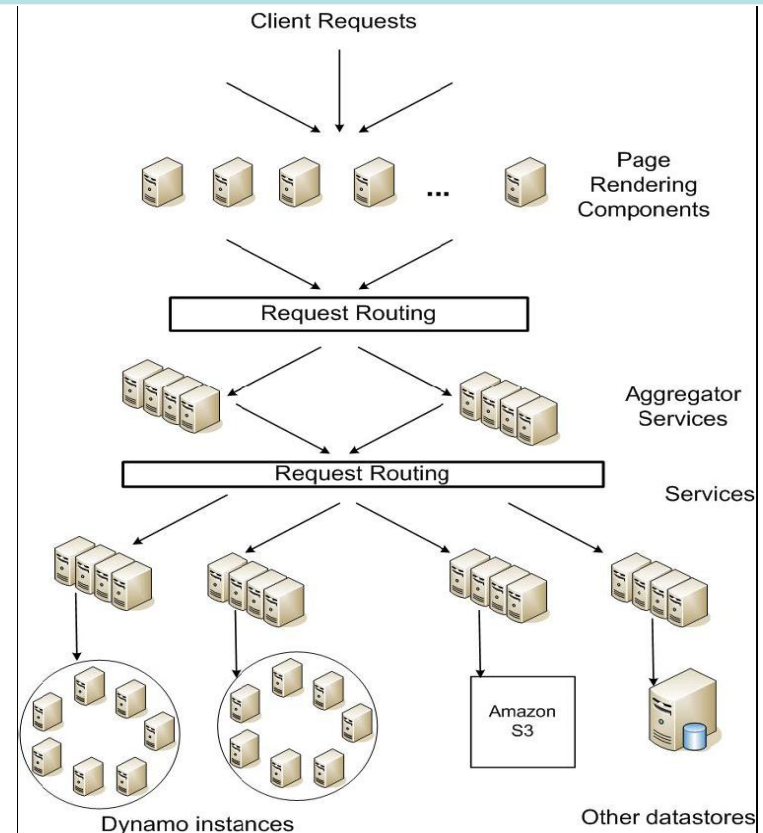 Client Requests
Page
Rendering
Components
...
Request Routing
Aggregator
Services
Request Routing
Services
Amazon
S3
Dynamo instances
Other datastores